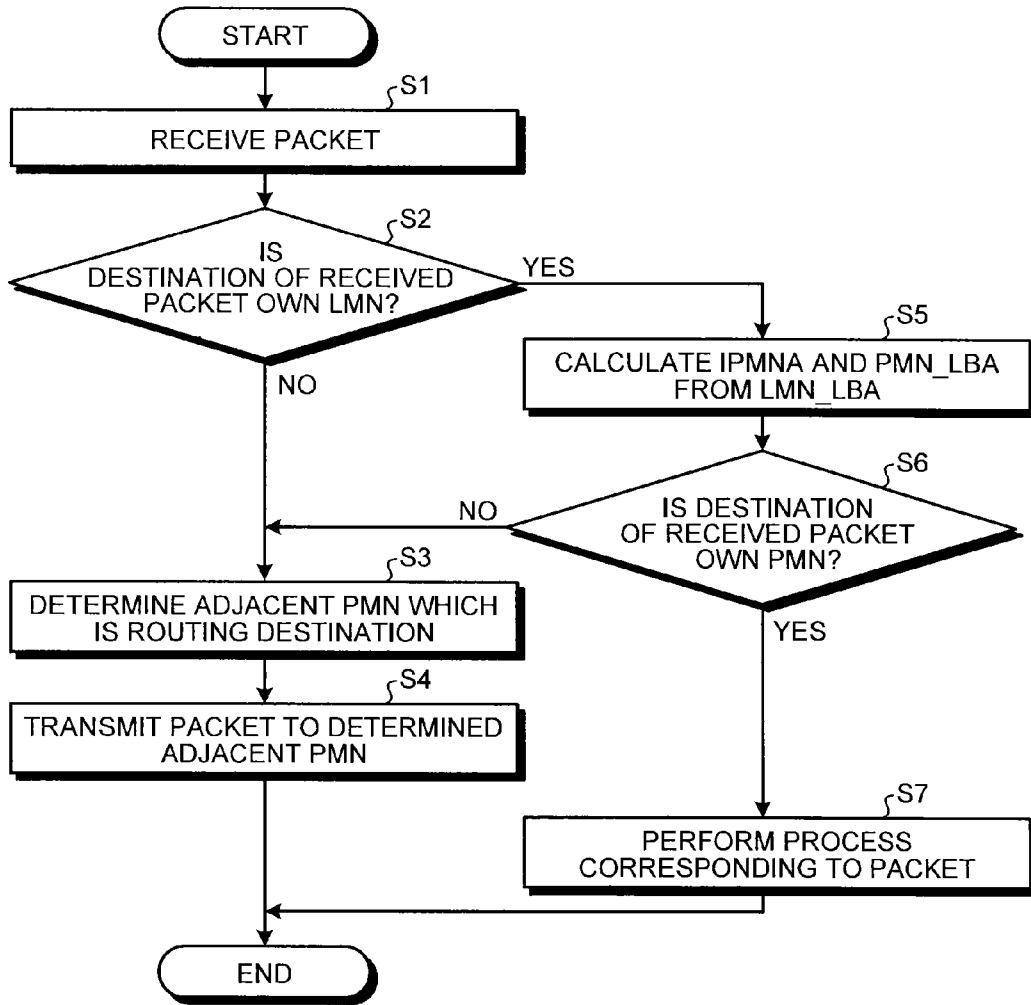 START
S1
RECEIVE PACKET
S2
IS
DESTINATION OF RECEIVED
PACKET OWN LMN?
YES
NO
S5
CALCULATE IPMNA AND PMN_LBA
FROM LMN_LBA
S6
IS DESTINATION
OF RECEIVED PACKET
OWN PMN?
NO
YES
S3
DETERMINE ADJACENT PMN WHICH
IS ROUTING DESTINATION
S4
TRANSMIT PACKET TO DETERMINED
ADJACENT PMN
S7
PERFORM PROCESS
CORRESPONDING TO PACKET
END